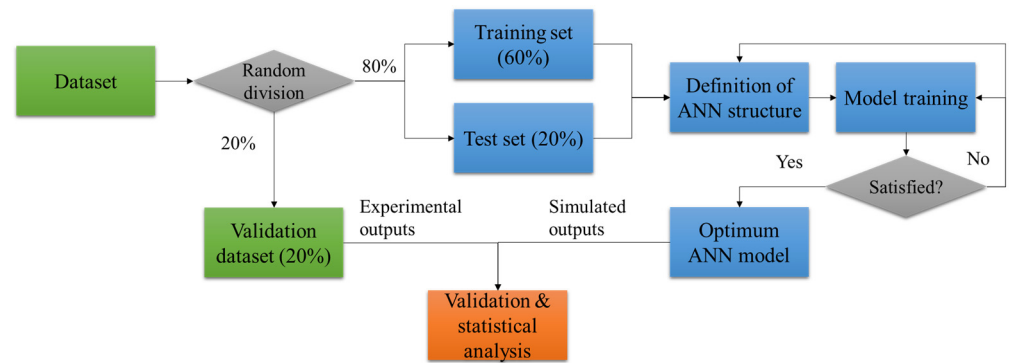 Dataset
Random
division
80%
20%
Training set
(60%)
Test set (20%)
Definition of
ANN structure
Model training
Yes
No
Satisfied?
Validation
dataset (20%)
Experimental
outputs
Simulated
outputs
Optimum
ANN model
Validation &
statistical
analysis